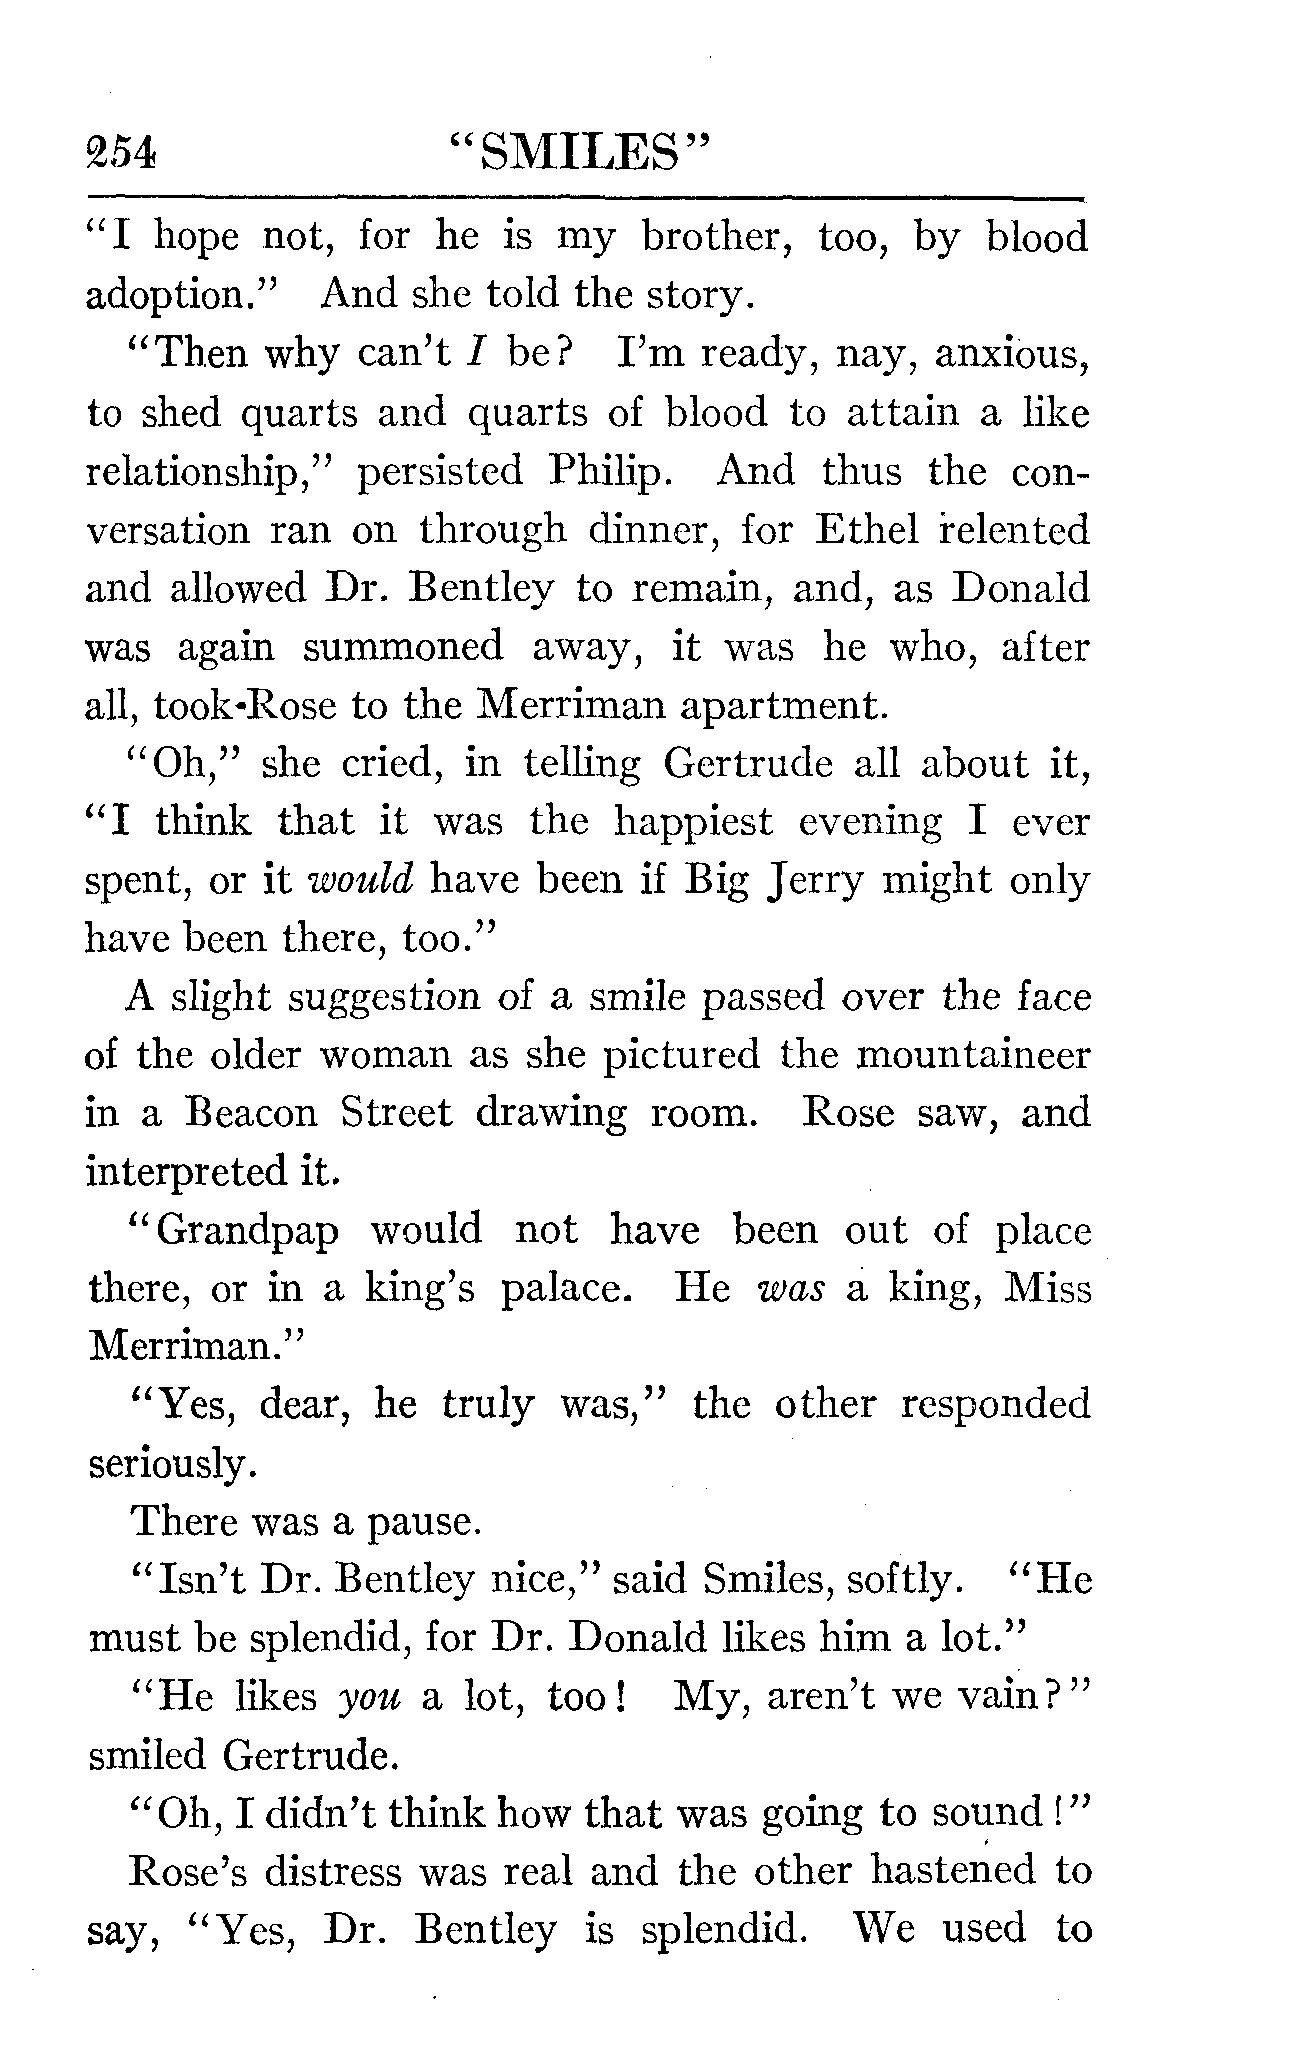 254 "SMILES"
"I hope not, for he is my brother, too, by blood
adoption." And she told the story.
"Then why can't I be? I'm ready, nay, anxious,
to shed quarts and quarts of blood to attain a like
relationship," persisted Philip. And thus the con-
versation ran on through dinner, for Ethel relented
and allowed Dr. Bentley to remain, and, as Donald
was again summoned away, it was he who, after
all, took Rose to the Merriman apartment.
"Oh," she cried, in telling Gertrude all about it,
"I think that it was the happiest evening I ever
spent, or it would have been if Big Jerry might only
have been there, too."
A slight suggestion of a smile passed over the face
of the older woman as she pictured the mountaineer
in a Beacon Street drawing room. Rose saw, and
interpreted it.
"Grandpap would not have been out of place
there, or in a king's palace. He was a king, Miss
Merriman."
"Yes, dear, he truly was," the other responded
seriously.
There was a pause.
"Isn't Dr. Bentley nice," said Smiles, softly. "He
must be splendid, for Dr. Donald likes him a lot."
"He likes you a lot, too! My, aren't we vain?"
smiled Gertrude.
"Oh, I didn't think how that was going to sound!"
Rose's distress was real and the other hastened to
say, "Yes, Dr. Bentley is splendid. We used to